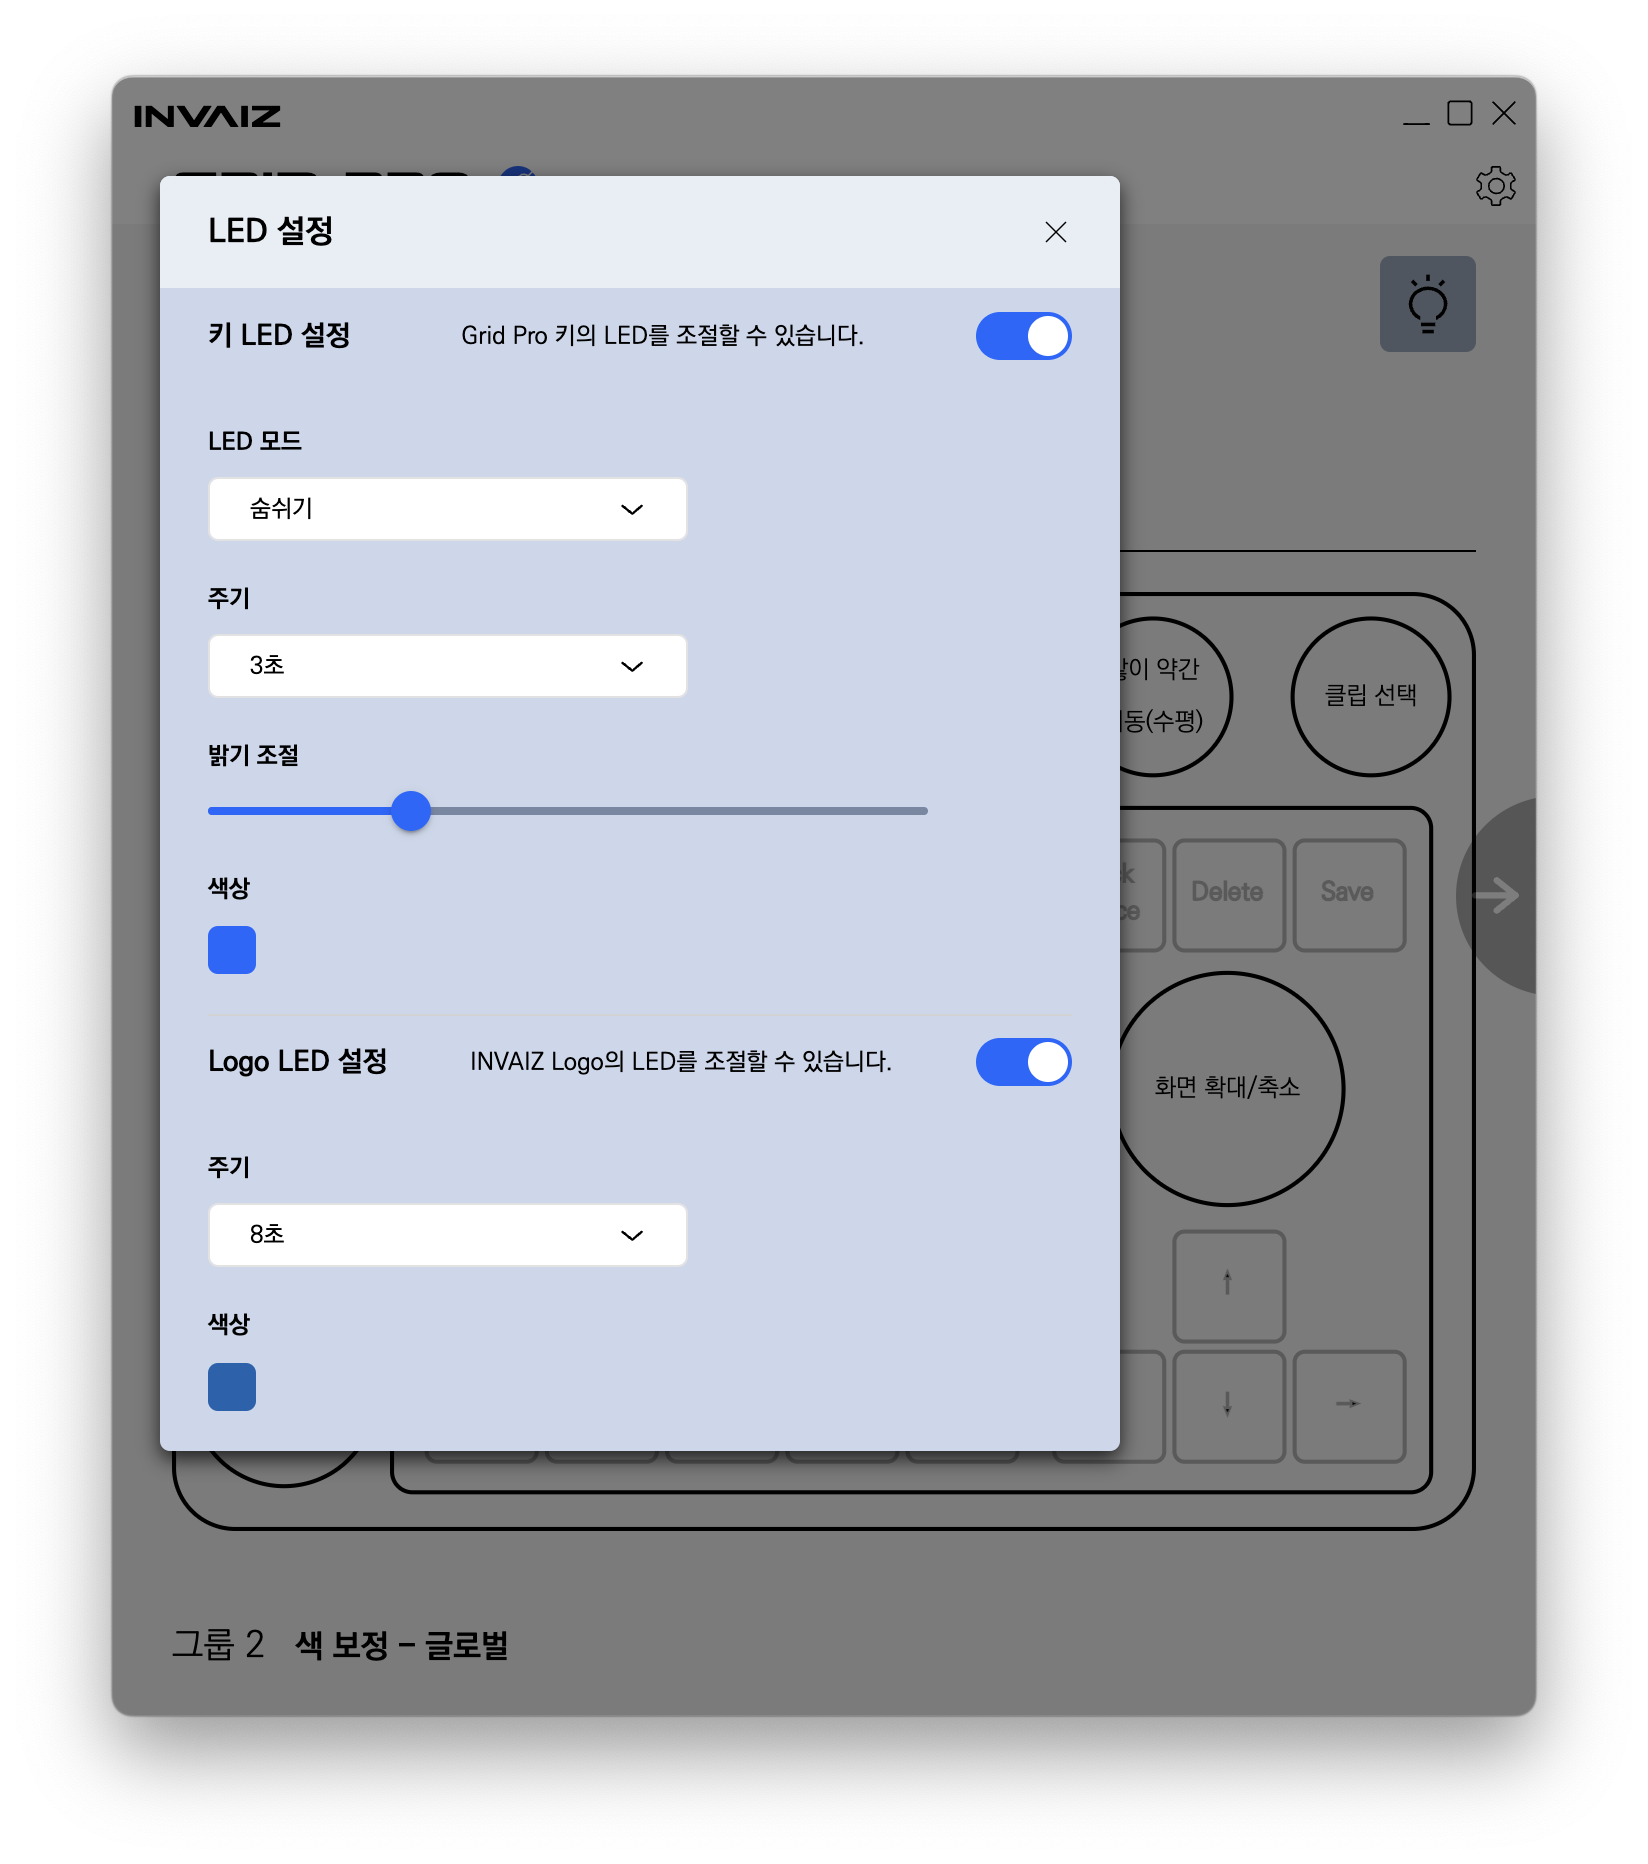 INVAIZ
LED 설정
키 LED 설정
Grid Pro 키의 LED를 조절할 수 있습니다.
LED 모드
숨쉬기
주기
3초
밝기 조절
색상
Logo LED 설정
INVAIZ Logo의 LED를 조절할 수 있습니다.
주기
8초
색상
약간
(수평)
클립 선택
Delete
Save
화면 확대/축소
↑
↓
→
그룹 2 색 보정 – 글로벌